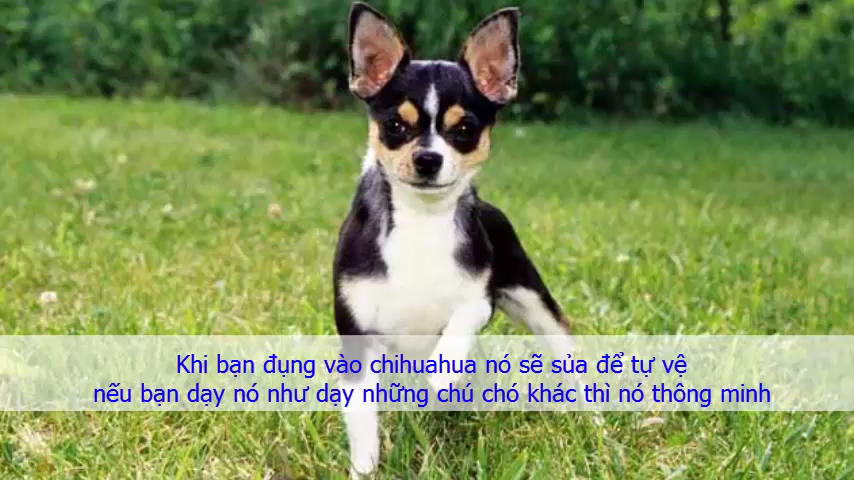 Khi bạn đụng vào chihuahua nó sẽ sủa để tự vệ
nếu bạn dạy nó như dạy những chú chó khác thì nó thông minh